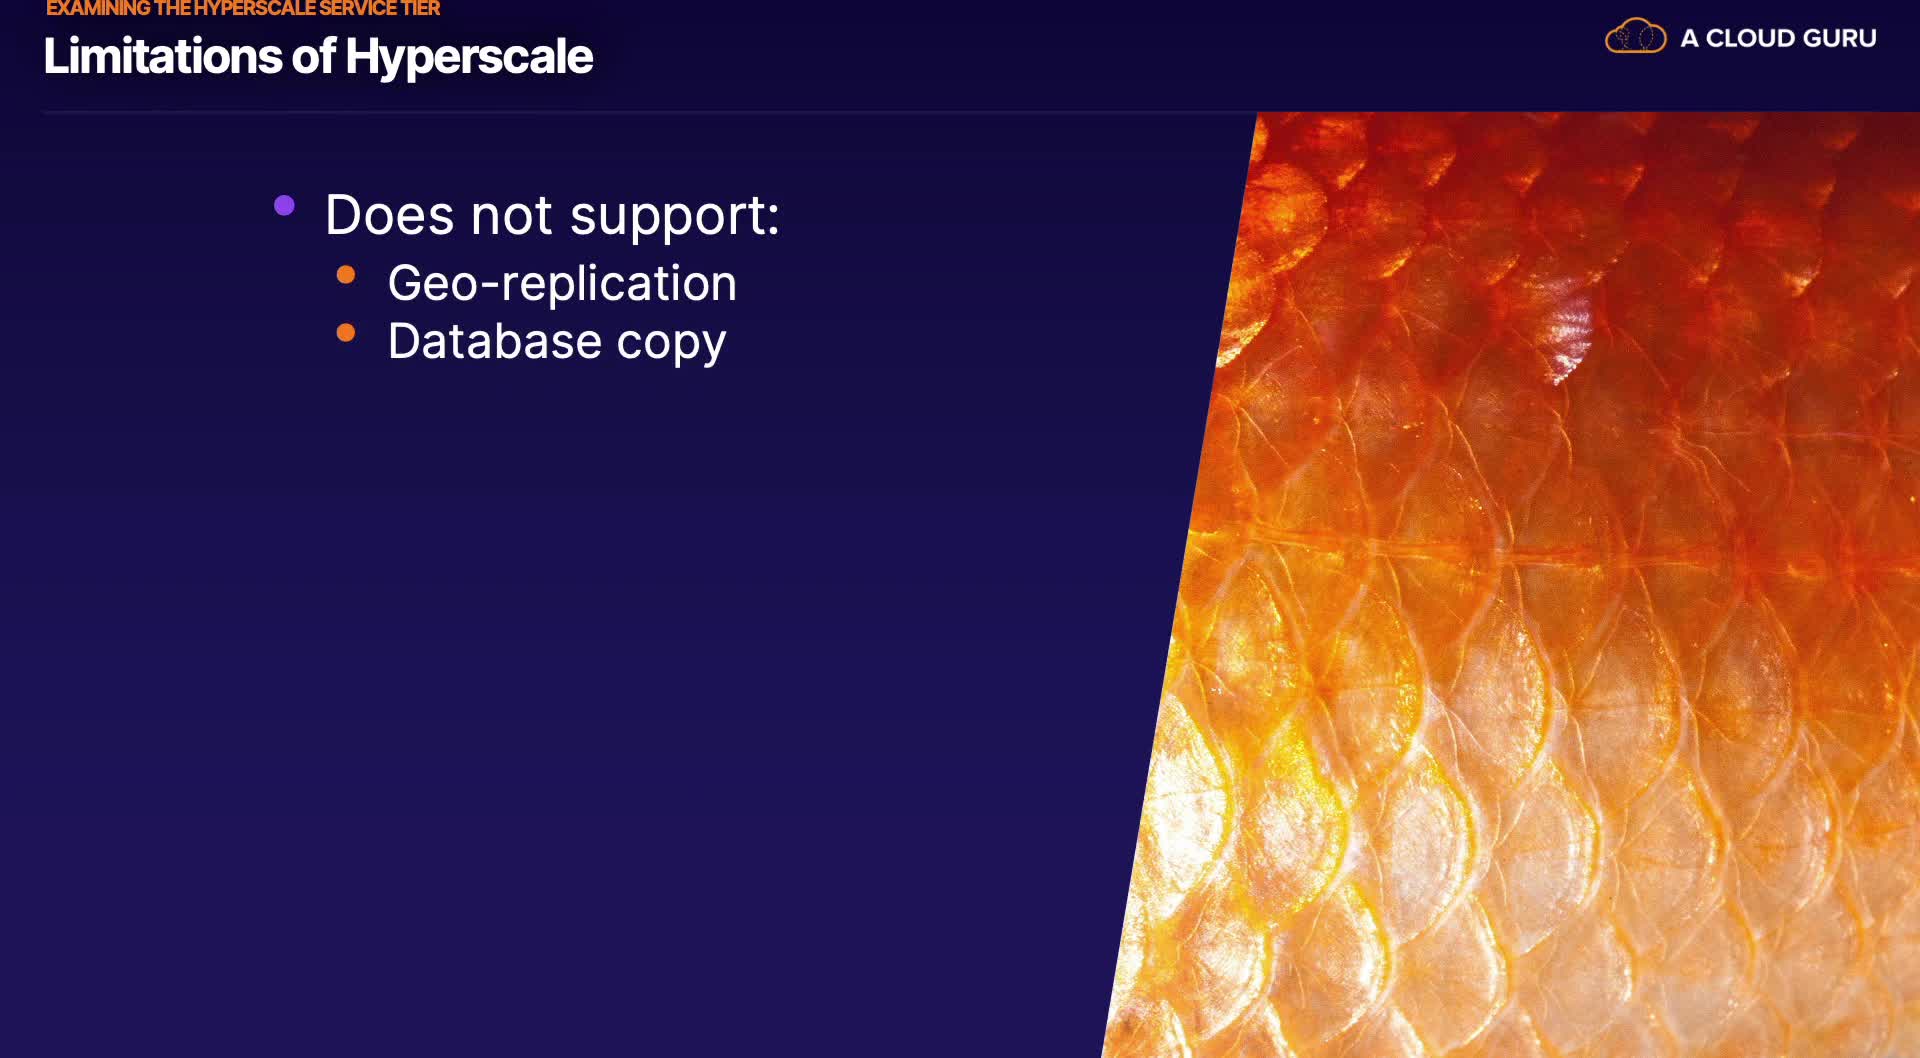 EXAMINING THE HYPERSCALE SERVICE TIER
Limitations of Hyperscale
A CLOUD GURU
Does not support:
Geo-replication
Database copy